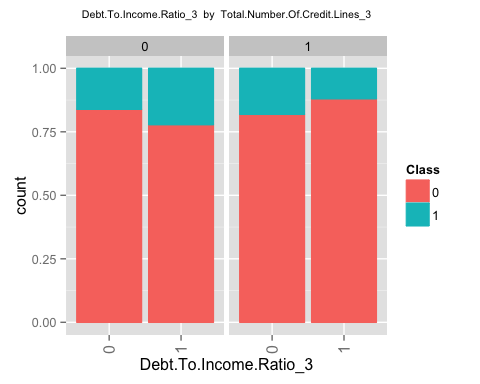 Debt.To.Income.Ratio_3 by Total.Number.Of.Credit.Lines_3
0 1
1.00
0.75
0.50
0.25
0.00
count
0 1 0 1
Debt.To.Income.Ratio_3
Class
0
1